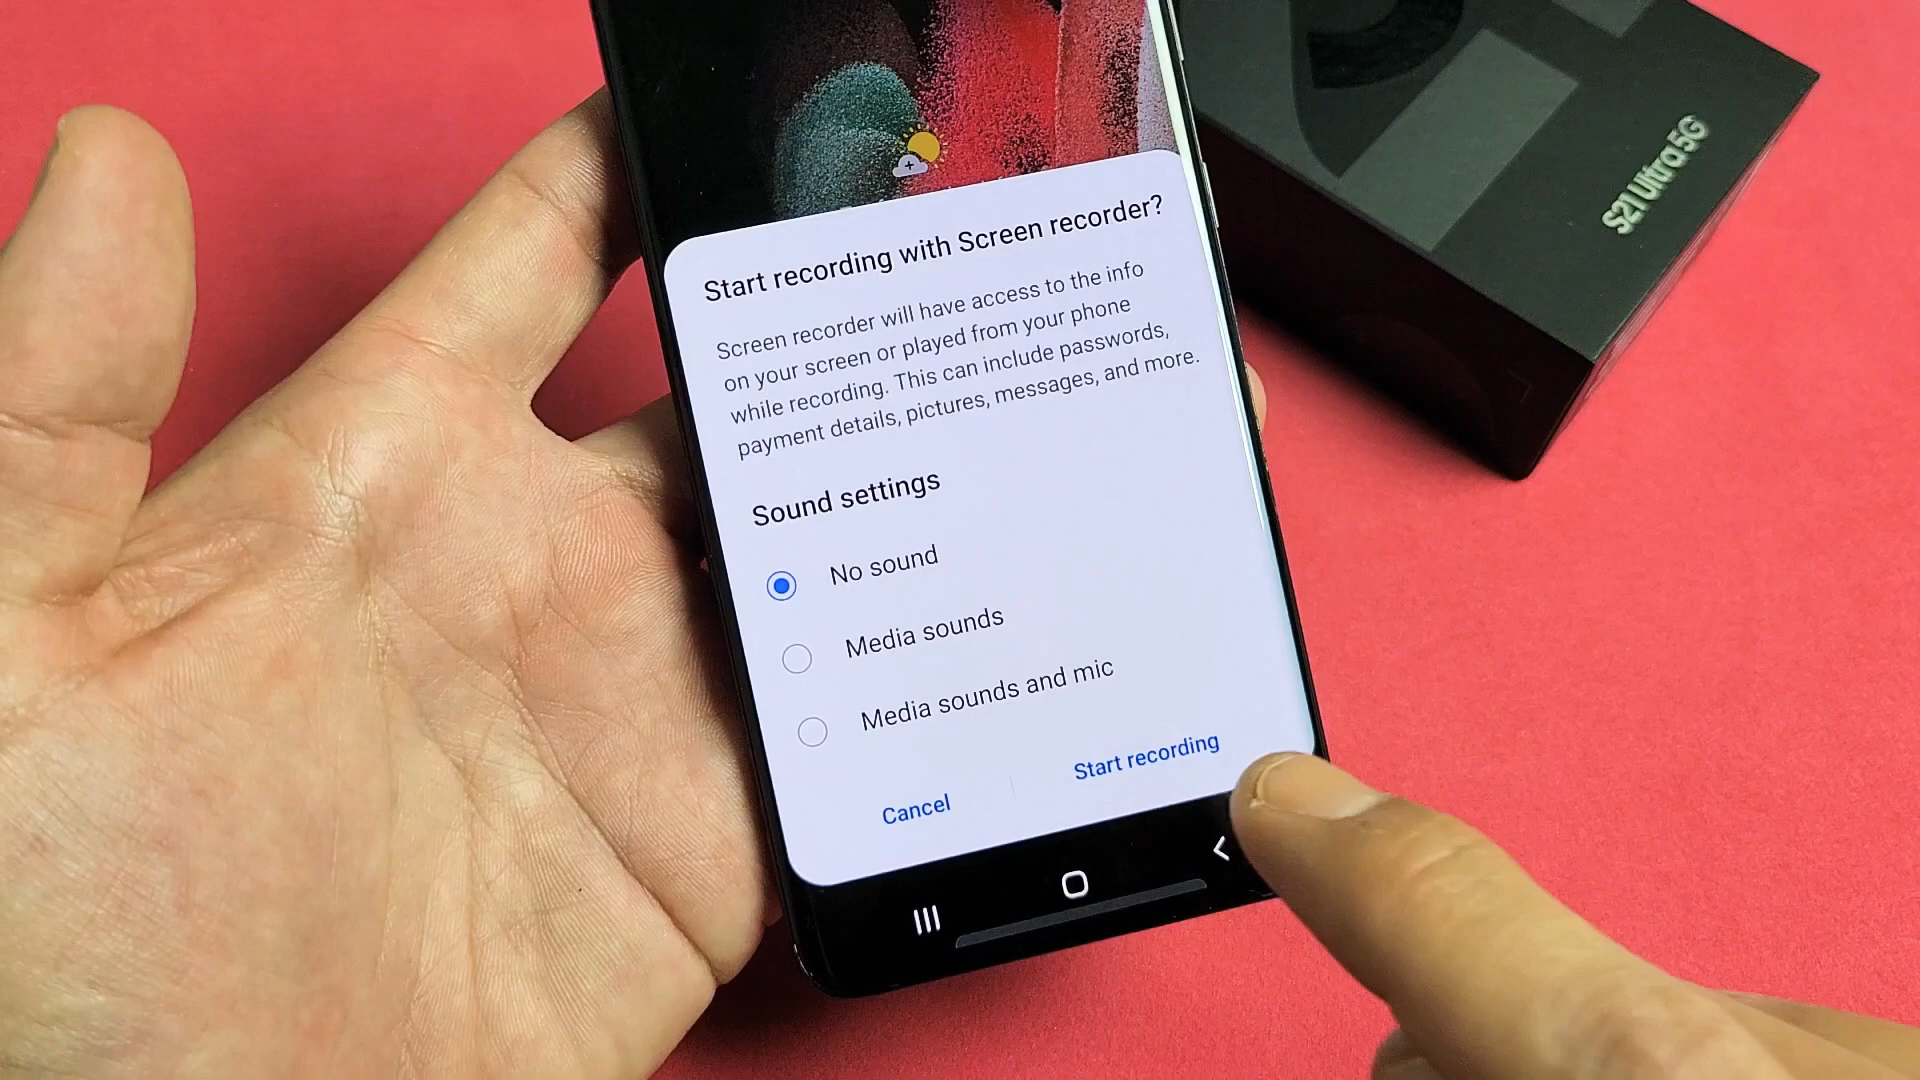 S21 Ultra 5G
Start recording with Screen recorder?
Screen recorder will have access to the info
on your screen or played from your phone
while recording. This can include passwords,
payment details, pictures, messages, and more.
Sound settings
No sound
Media sounds
Media sounds and mic
Cancel
Start recording